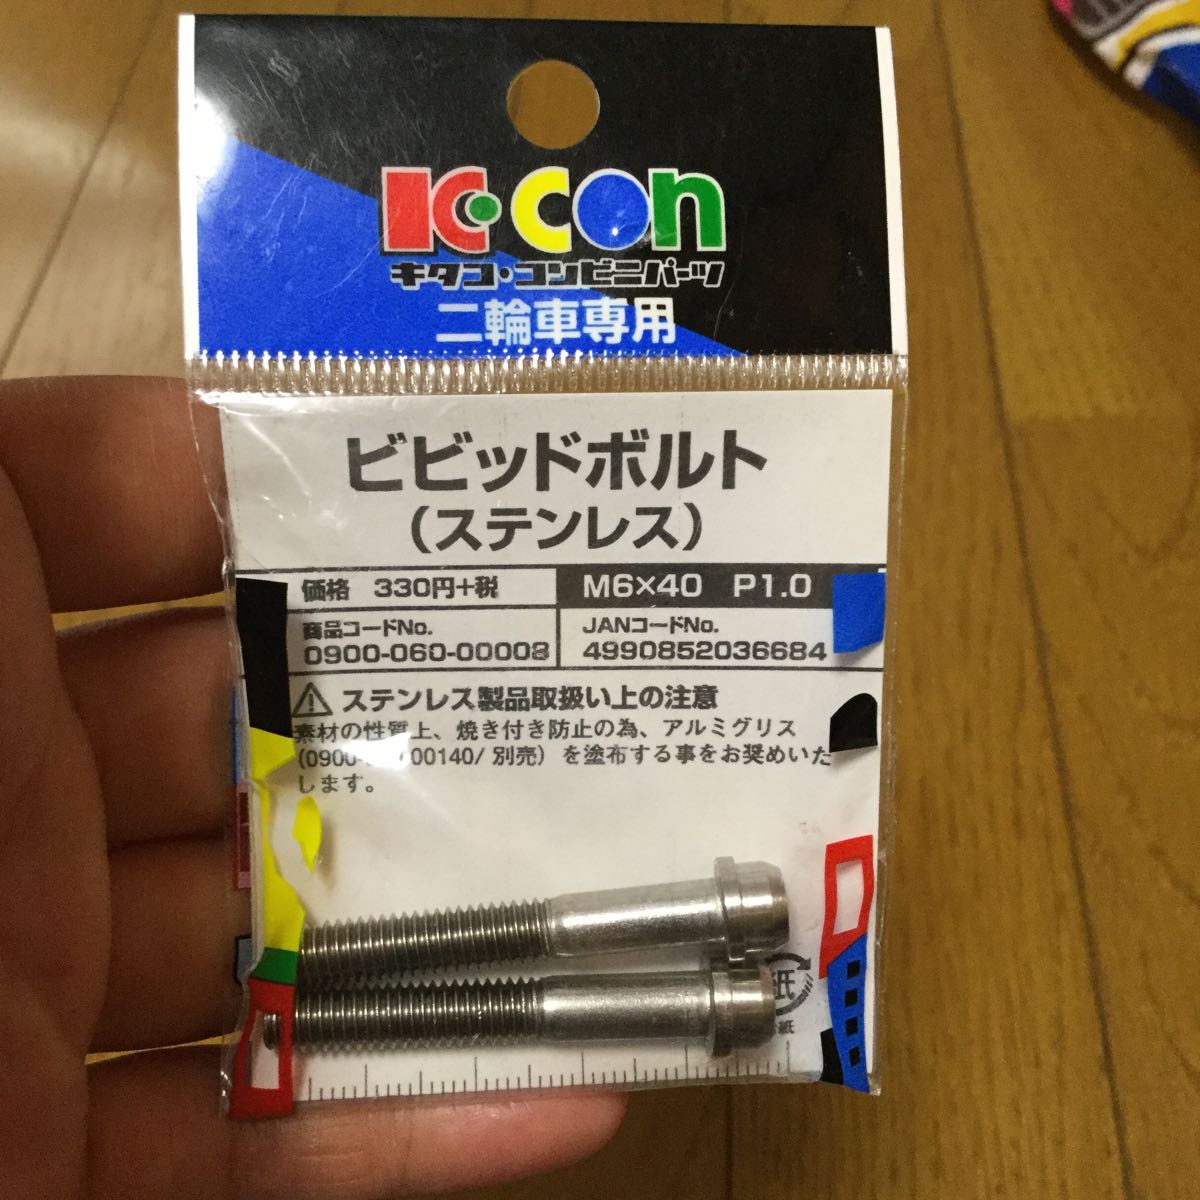 K・CON
キタコ・コンビニパーツ
二輪車専用
ビビッドボルト
（ステンレス）
価格 330円+税
M6×40 P1.0
商品コードNo.
0900-060-00008
JANコードNo.
4990852036684
ステンレス製品取扱い上の注意
素材の性質上、焼き付き防止の為、アルミグリス
(0900- 00140/ 別売）を塗布する事をお奨めいた
します。
紙
紙